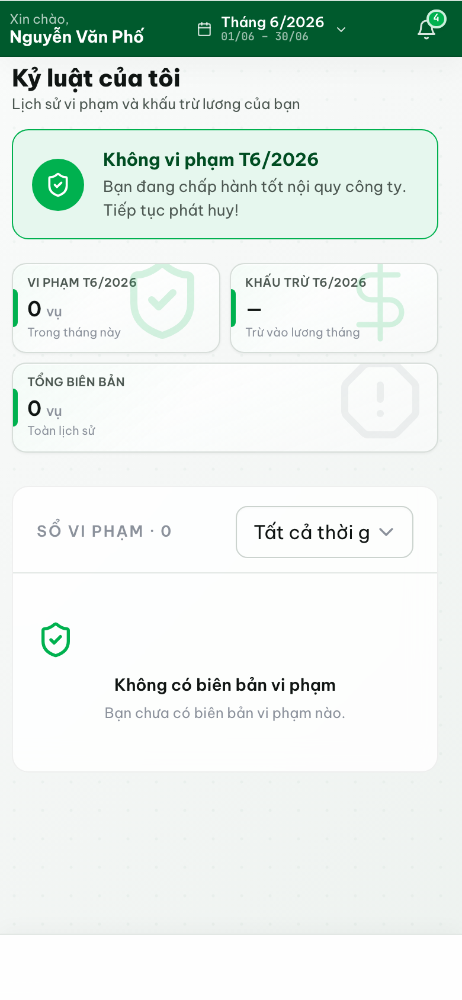 Xin chào,
Nguyễn Văn Phố
Tháng 6/2026
01/06 – 30/06
4
Kỷ luật của tôi
Lịch sử vi phạm và khấu trừ lương của bạn
Không vi phạm T6/2026
Bạn đang chấp hành tốt nội quy công ty.
Tiếp tục phát huy!
VI PHẠM T6/2026
0 vụ
Trong tháng này
KHẤU TRỪ T6/2026
—
Trừ vào lương tháng
TỔNG BIÊN BẢN
0 vụ
Toàn lịch sử
SỔ VI PHẠM · 0
Tất cả thời g
Không có biên bản vi phạm
Bạn chưa có biên bản vi phạm nào.